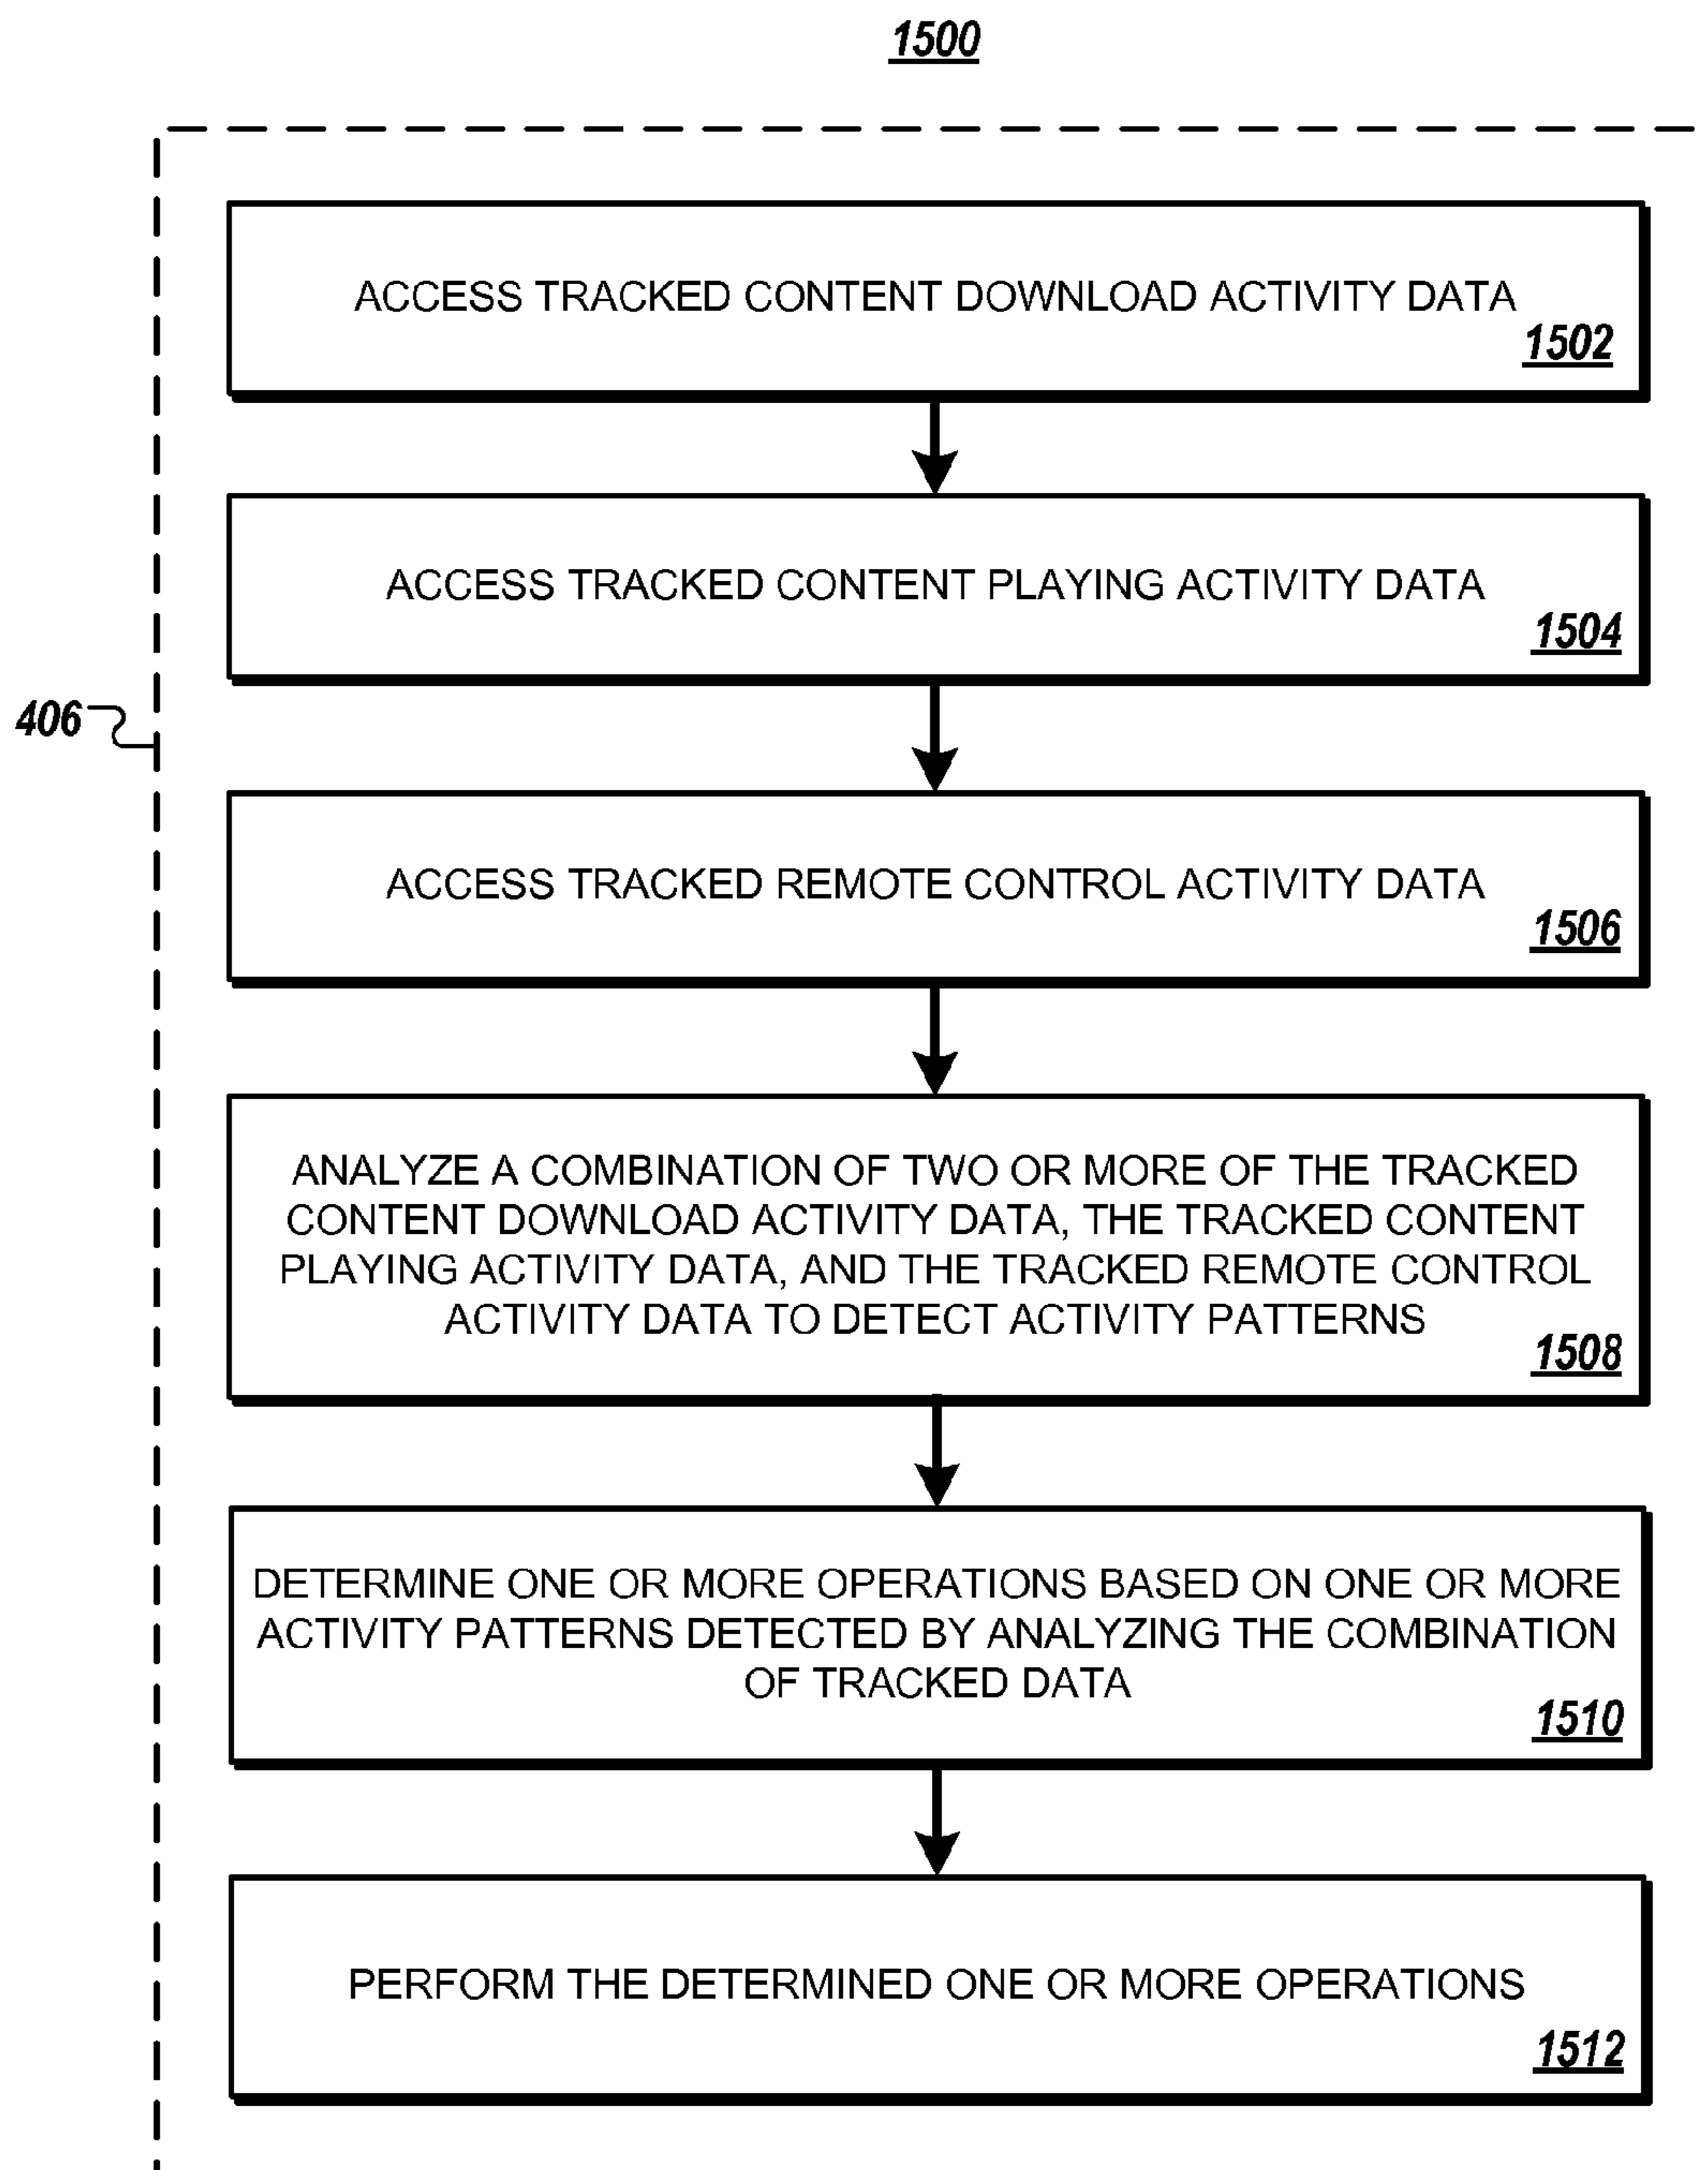 1500
ACCESS TRACKED CONTENT DOWNLOAD ACTIVITY DATA
1502
ACCESS TRACKED CONTENT PLAYING ACTIVITY DATA
1504
406
ACCESS TRACKED REMOTE CONTROL ACTIVITY DATA
1506
ANALYZE A COMBINATION OF TWO OR MORE OF THE TRACKED
CONTENT DOWNLOAD ACTIVITY DATA, THE TRACKED CONTENT
PLAYING ACTIVITY DATA, AND THE TRACKED REMOTE CONTROL
ACTIVITY DATA TO DETECT ACTIVITY PATTERNS
1508
DETERMINE ONE OR MORE OPERATIONS BASED ON ONE OR MORE
ACTIVITY PATTERNS DETECTED BY ANALYZING THE COMBINATION
OF TRACKED DATA
1510
PERFORM THE DETERMINED ONE OR MORE OPERATIONS
1512